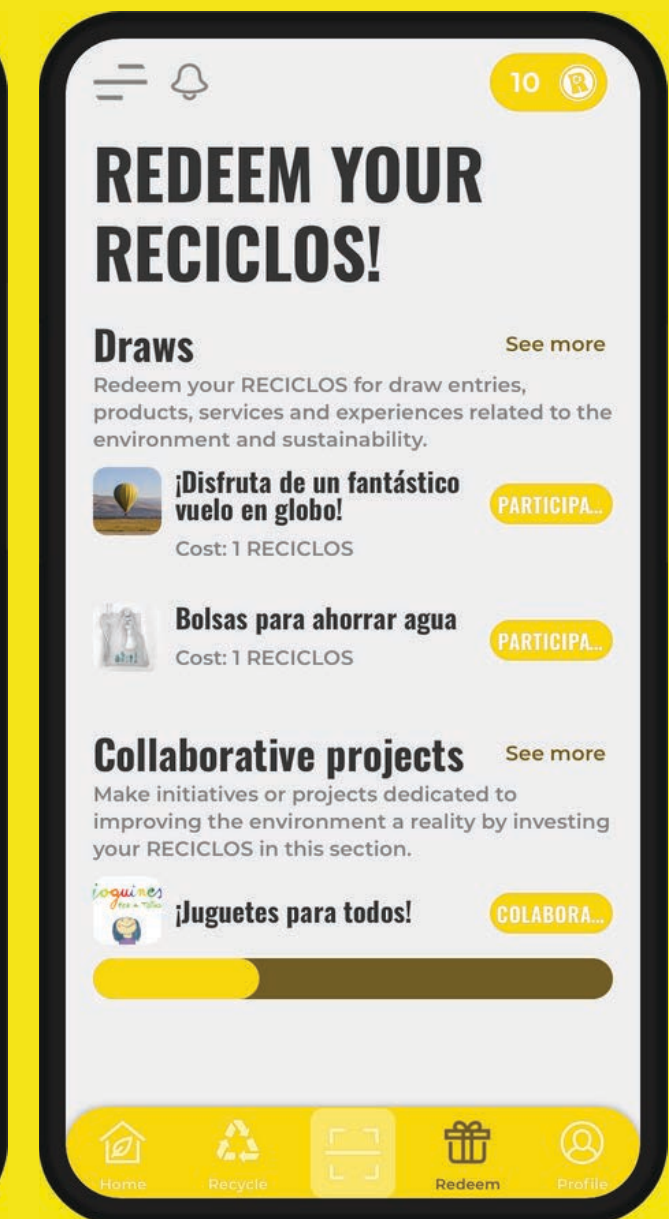 10 R
REDEEM YOUR
RECICLOS!
Draws
See more
Redeem your RECICLOS for draw entries,
products, services and experiences related to the
environment and sustainability.
¡Disfruta de un fantástico
vuelo en globo!
PARTICIPA...
Cost: 1 RECICLOS
Bolsas para ahorrar agua
PARTICIPA...
Cost: 1 RECICLOS
Collaborative projects
See more
Make initiatives or projects dedicated to
improving the environment a reality by investing
your RECICLOS in this section.
joguines
¡Juguetes para todos!
COLABORA...
Home
Recycle
Redeem
Profile